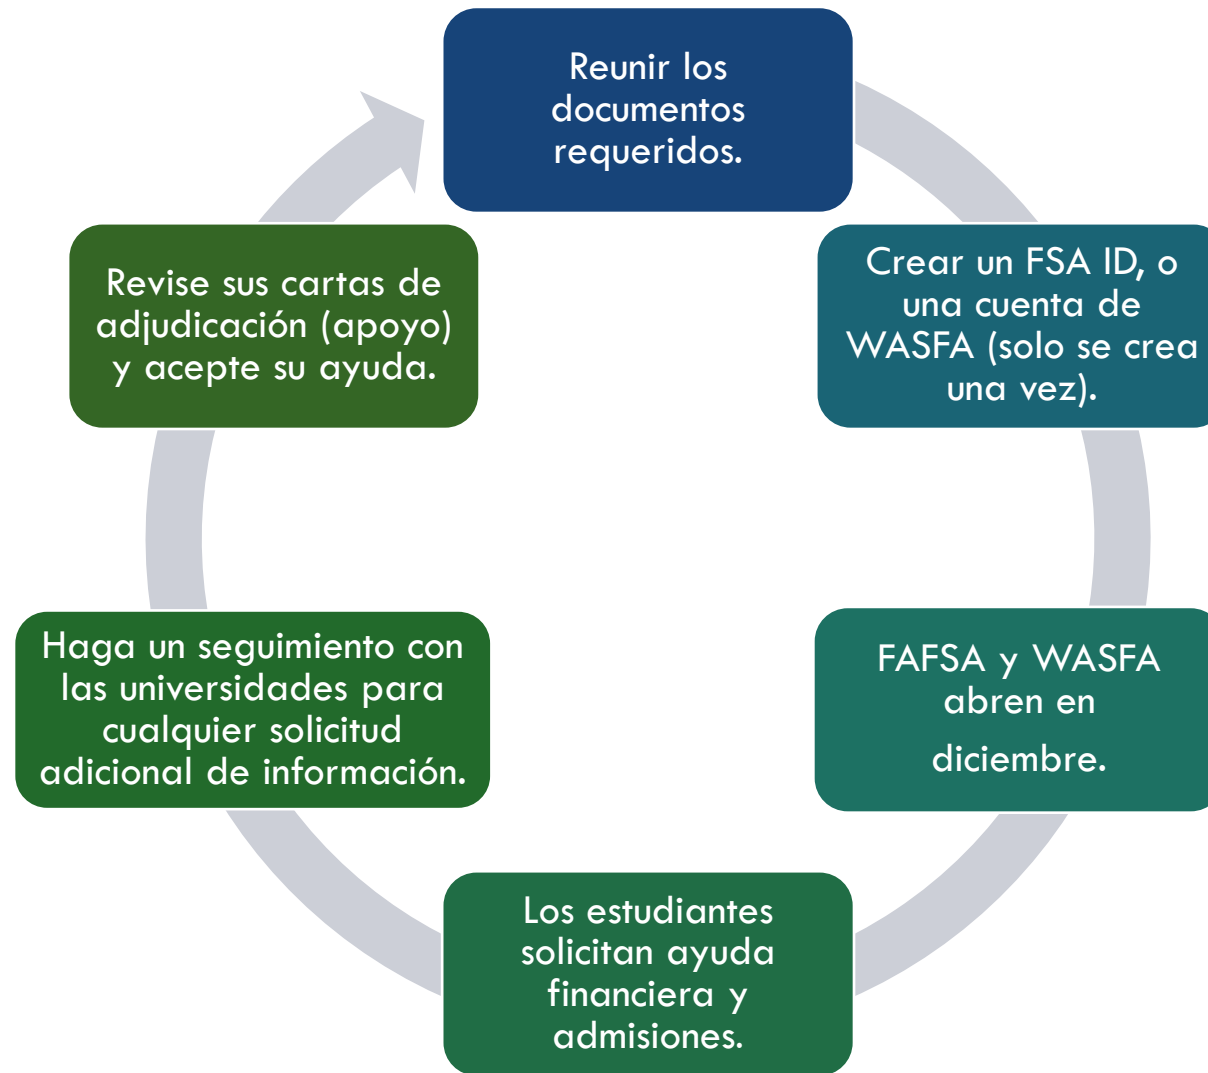 Reunir los
documentos
requeridos.
Crear un FSA ID, o
una cuenta de
WASFA (solo se crea
una vez).
FAFSA y WASFA
abren en
diciembre.
Los estudiantes
solicitan ayuda
financiera y
admisiones.
Haga un seguimiento con
las universidades para
cualquier solicitud
adicional de información.
Revise sus cartas de
adjudicación (apoyo)
y acepte su ayuda.